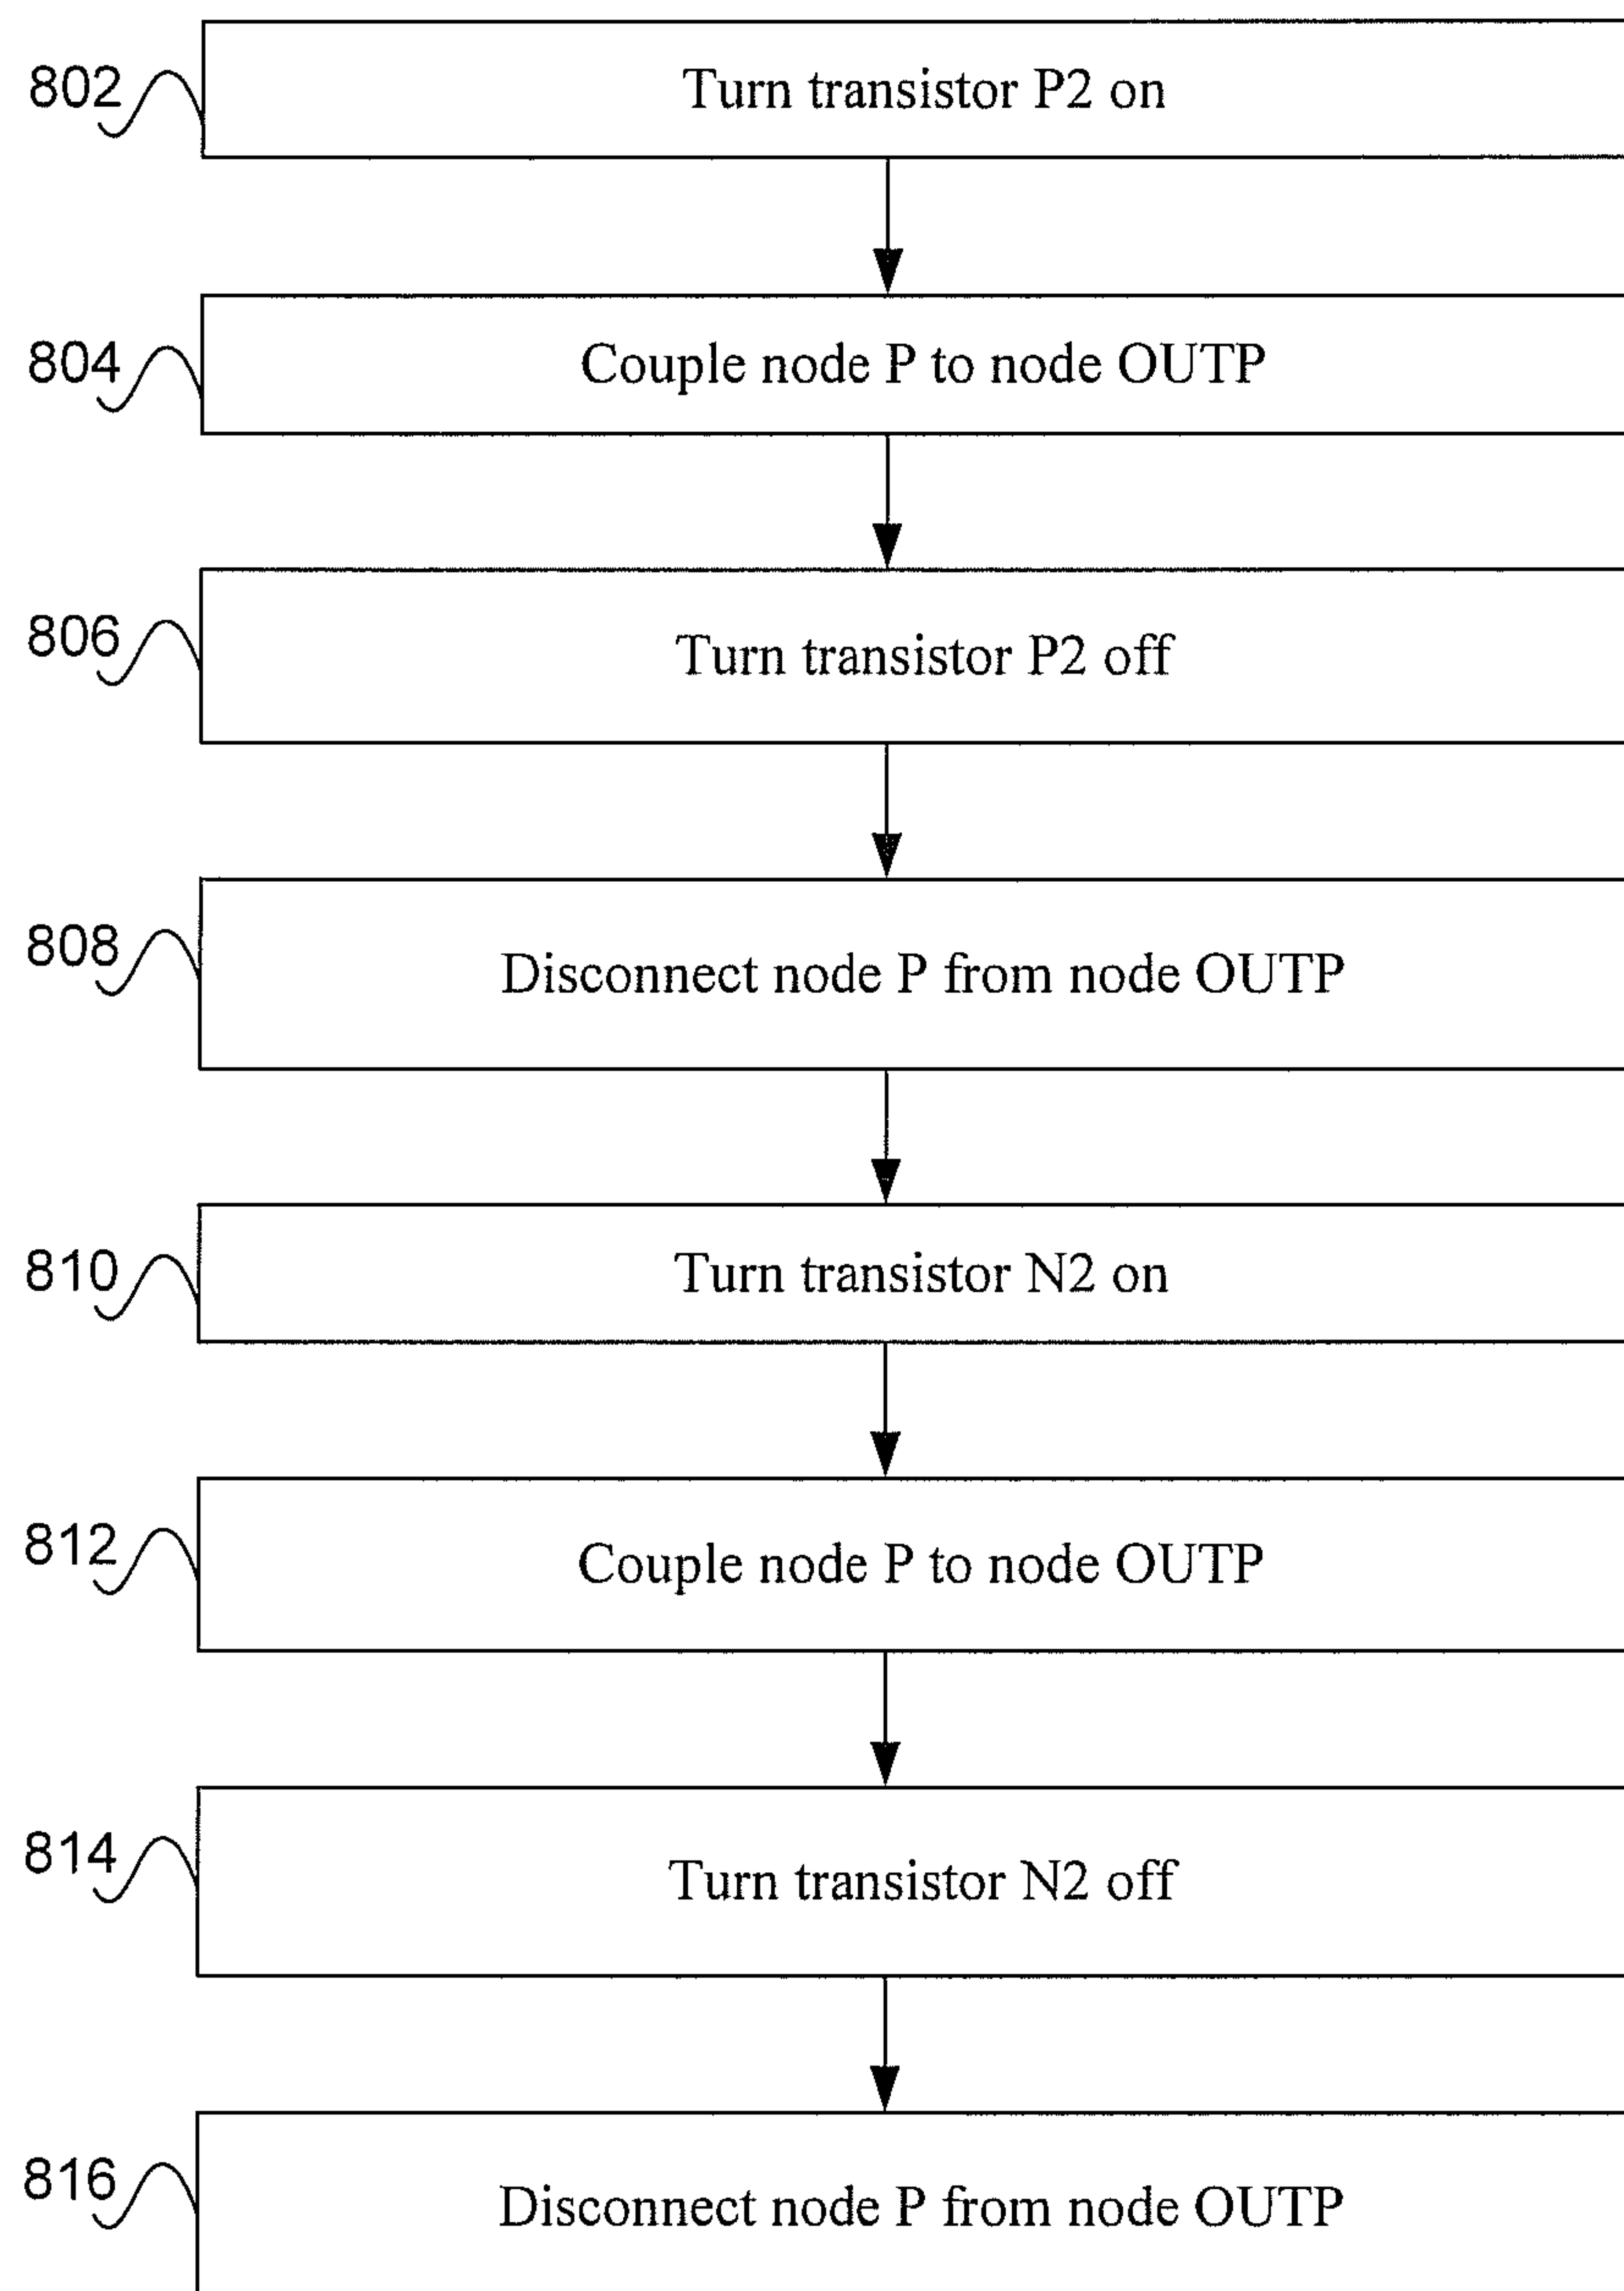 802
Turn transistor P2 on
804
Couple node P to node OUTP
806
Turn transistor P2 off
808
Disconnect node P from node OUTP
810
Turn transistor N2 on
812
Couple node P to node OUTP
814
Turn transistor N2 off
816
Disconnect node P from node OUTP